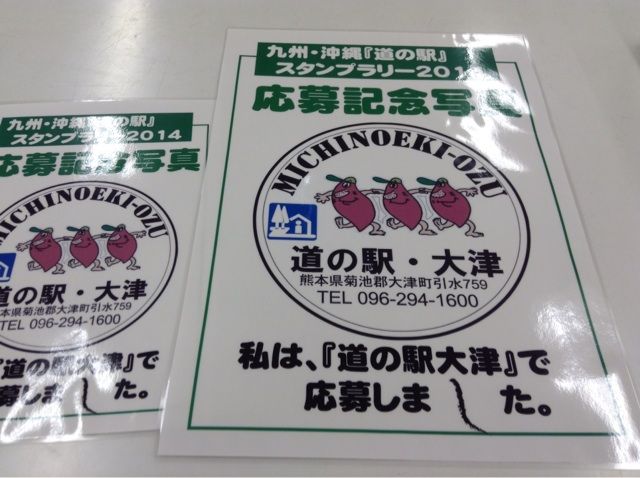 九州・沖縄『道の駅』
スタンプラリー2014
応募記念写真
MICHINOEKI-OZU
道の駅・大津
熊本県菊池郡大津町引水759
TEL 096-294-1600
『道の駅大津』で
募しま し た。
九州・沖縄『道の駅』
スタンプラリー201
応募記念写真
MICHINOEKI-OZU
道の駅・大津
熊本県菊池郡大津町引水759
TEL 096-294-1600
私は、『道の駅大津』で
応募しま し た。